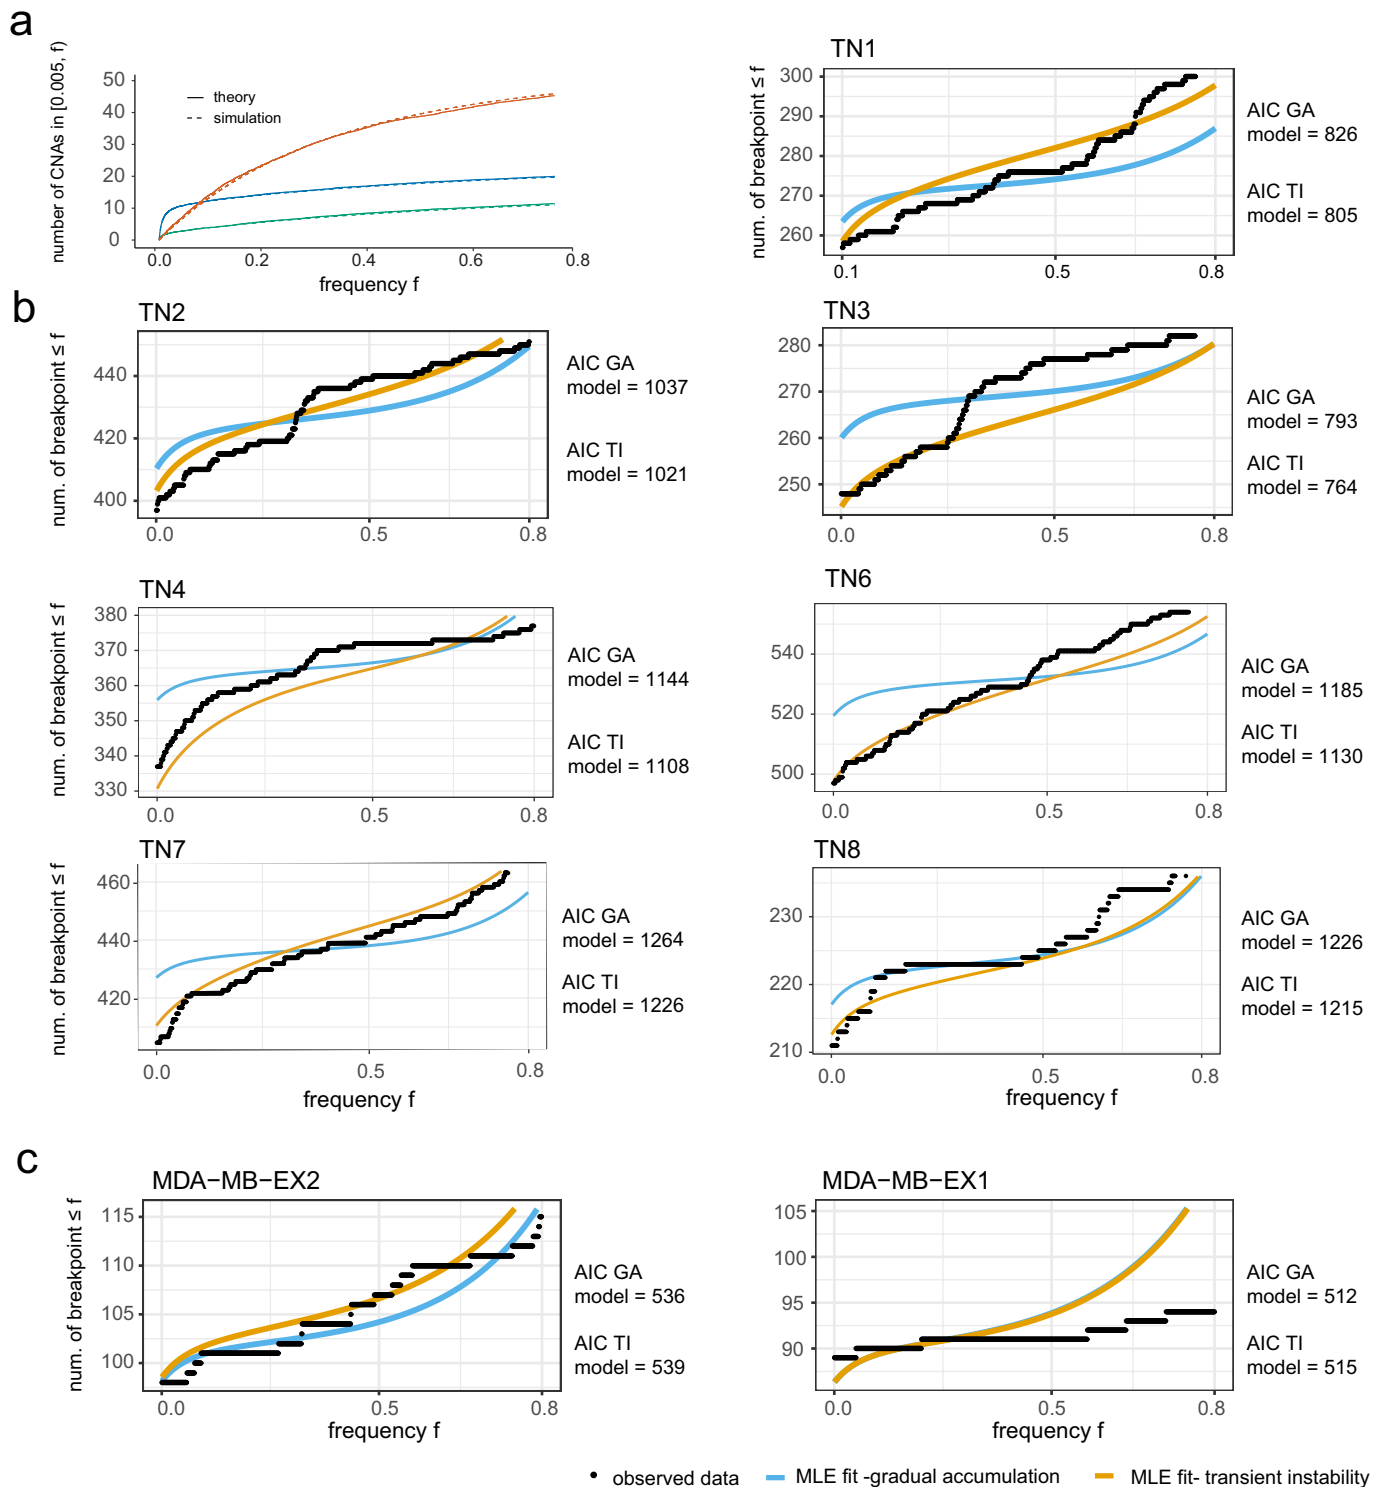 a
number of CNAs in [0.005, f)
50
40
30
20
10
0
theory
simulation
0.0
0.2
0.4
0.6
0.8
frequency f
TN1
num. of breakpoint ≤ f
300
290
280
270
260
0.1
0.5
0.8
AIC GA
model = 826
AIC TI
model = 805
b
TN2
num. of breakpoint ≤ f
440
420
400
0.0
0.5
0.8
AIC GA
model = 1037
AIC TI
model = 1021
TN3
280
270
260
250
0.0
0.5
0.8
AIC GA
model = 793
AIC TI
model = 764
TN4
num. of breakpoint ≤ f
380
370
360
350
330
0.0
0.5
0.8
AIC GA
model = 1144
AIC TI
model = 1108
TN6
540
520
500
0.0
0.5
0.8
AIC GA
model = 1185
AIC TI
model = 1130
TN7
num. of breakpoint ≤ f
460
440
420
0.0
0.5
0.8
frequency f
AIC GA
model = 1264
AIC TI
model = 1226
TN8
230
220
210
0.0
0.5
0.8
frequency f
AIC GA
model = 1226
AIC TI
model = 1215
c
MDA−MB−EX2
num. of breakpoint ≤ f
115
110
105
100
0.0
0.5
0.8
frequency f
AIC GA
model = 536
AIC TI
model = 539
MDA−MB−EX1
105
100
95
90
0.0
0.5
0.8
frequency f
AIC GA
model = 512
AIC TI
model = 515
observed data
MLE fit -gradual accumulation
MLE fit- transient instability